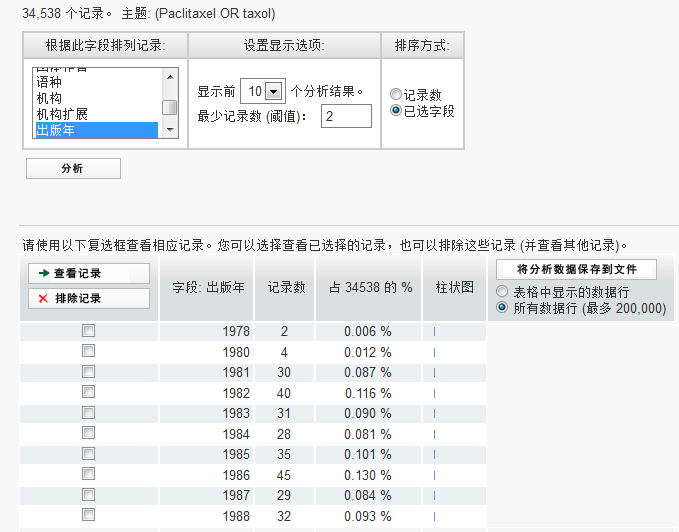 34,538 个记录。 主题: (Paclitaxel OR taxol)
根据此字段排列记录: 设置显示选项: 排序方式:
语种
机构
机构扩展
出版年
显示前 10 个分析结果。
最少记录数 (阈值)： 2
记录数
已选字段
分析
请使用以下复选框查看相应记录。您可以选择查看已选择的记录，也可以排除这些记录 (并查看其他记录)。
查看记录
排除记录
字段: 出版年 记录数 占 34538 的 % 柱状图
将分析数据保存到文件
表格中显示的数据行
所有数据行 (最多 200,000)
1978 2 0.006 %
1980 4 0.012 %
1981 30 0.087 %
1982 40 0.116 %
1983 31 0.090 %
1984 28 0.081 %
1985 35 0.101 %
1986 45 0.130 %
1987 29 0.084 %
1988 32 0.093 %